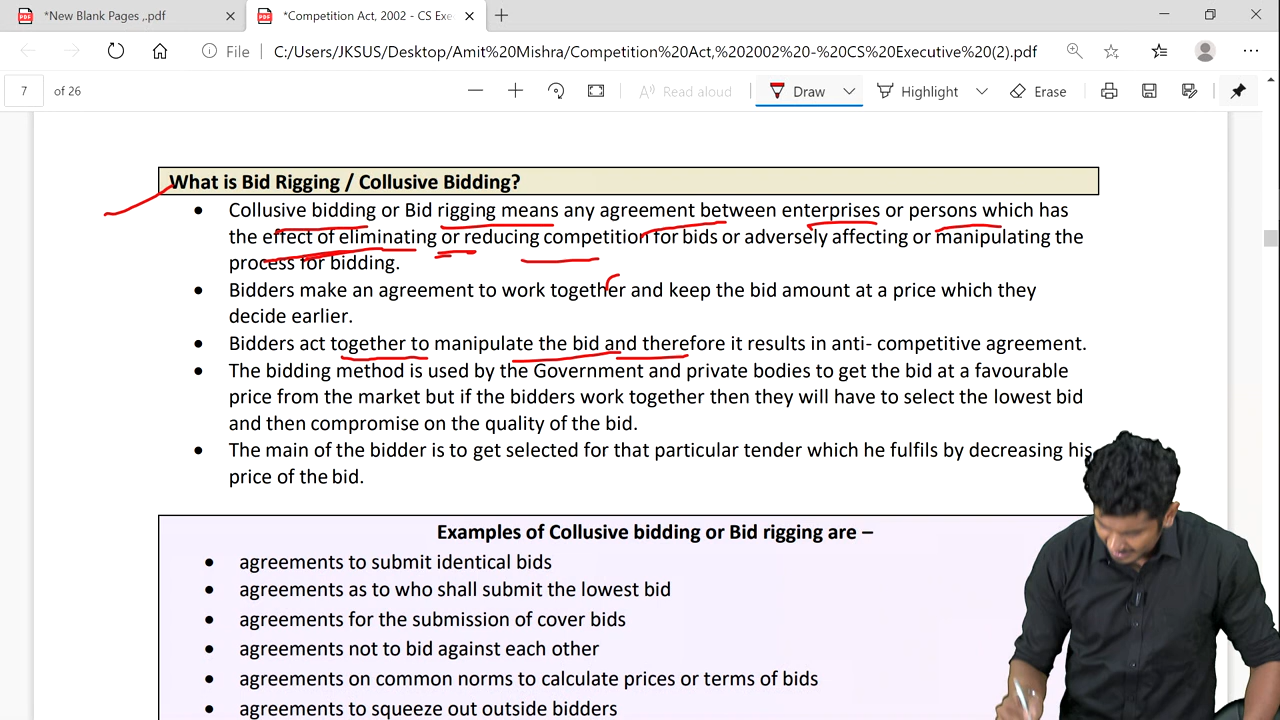 *New Blank Pages ,.pdf
*Competition Act, 2002 - CS Exe
File
C:/Users/JKSUS/Desktop/Amit%20Mishra/Competition%20Act,%202002%20-%20CS%20Executive%20(2).pdf
7 of 26
Read aloud
Draw
Highlight
Erase
What is Bid Rigging / Collusive Bidding?
• Collusive bidding or Bid rigging means any agreement between enterprises or persons which has
the effect of eliminating or reducing competition for bids or adversely affecting or manipulating the
process for bidding.
• Bidders make an agreement to work together and keep the bid amount at a price which they
decide earlier.
• Bidders act together to manipulate the bid and therefore it results in anti- competitive agreement.
• The bidding method is used by the Government and private bodies to get the bid at a favourable
price from the market but if the bidders work together then they will have to select the lowest bid
and then compromise on the quality of the bid.
• The main of the bidder is to get selected for that particular tender which he fulfils by decreasing his
price of the bid.
Examples of Collusive bidding or Bid rigging are –
• agreements to submit identical bids
• agreements as to who shall submit the lowest bid
• agreements for the submission of cover bids
• agreements not to bid against each other
• agreements on common norms to calculate prices or terms of bids
• agreements to squeeze out outside bidders